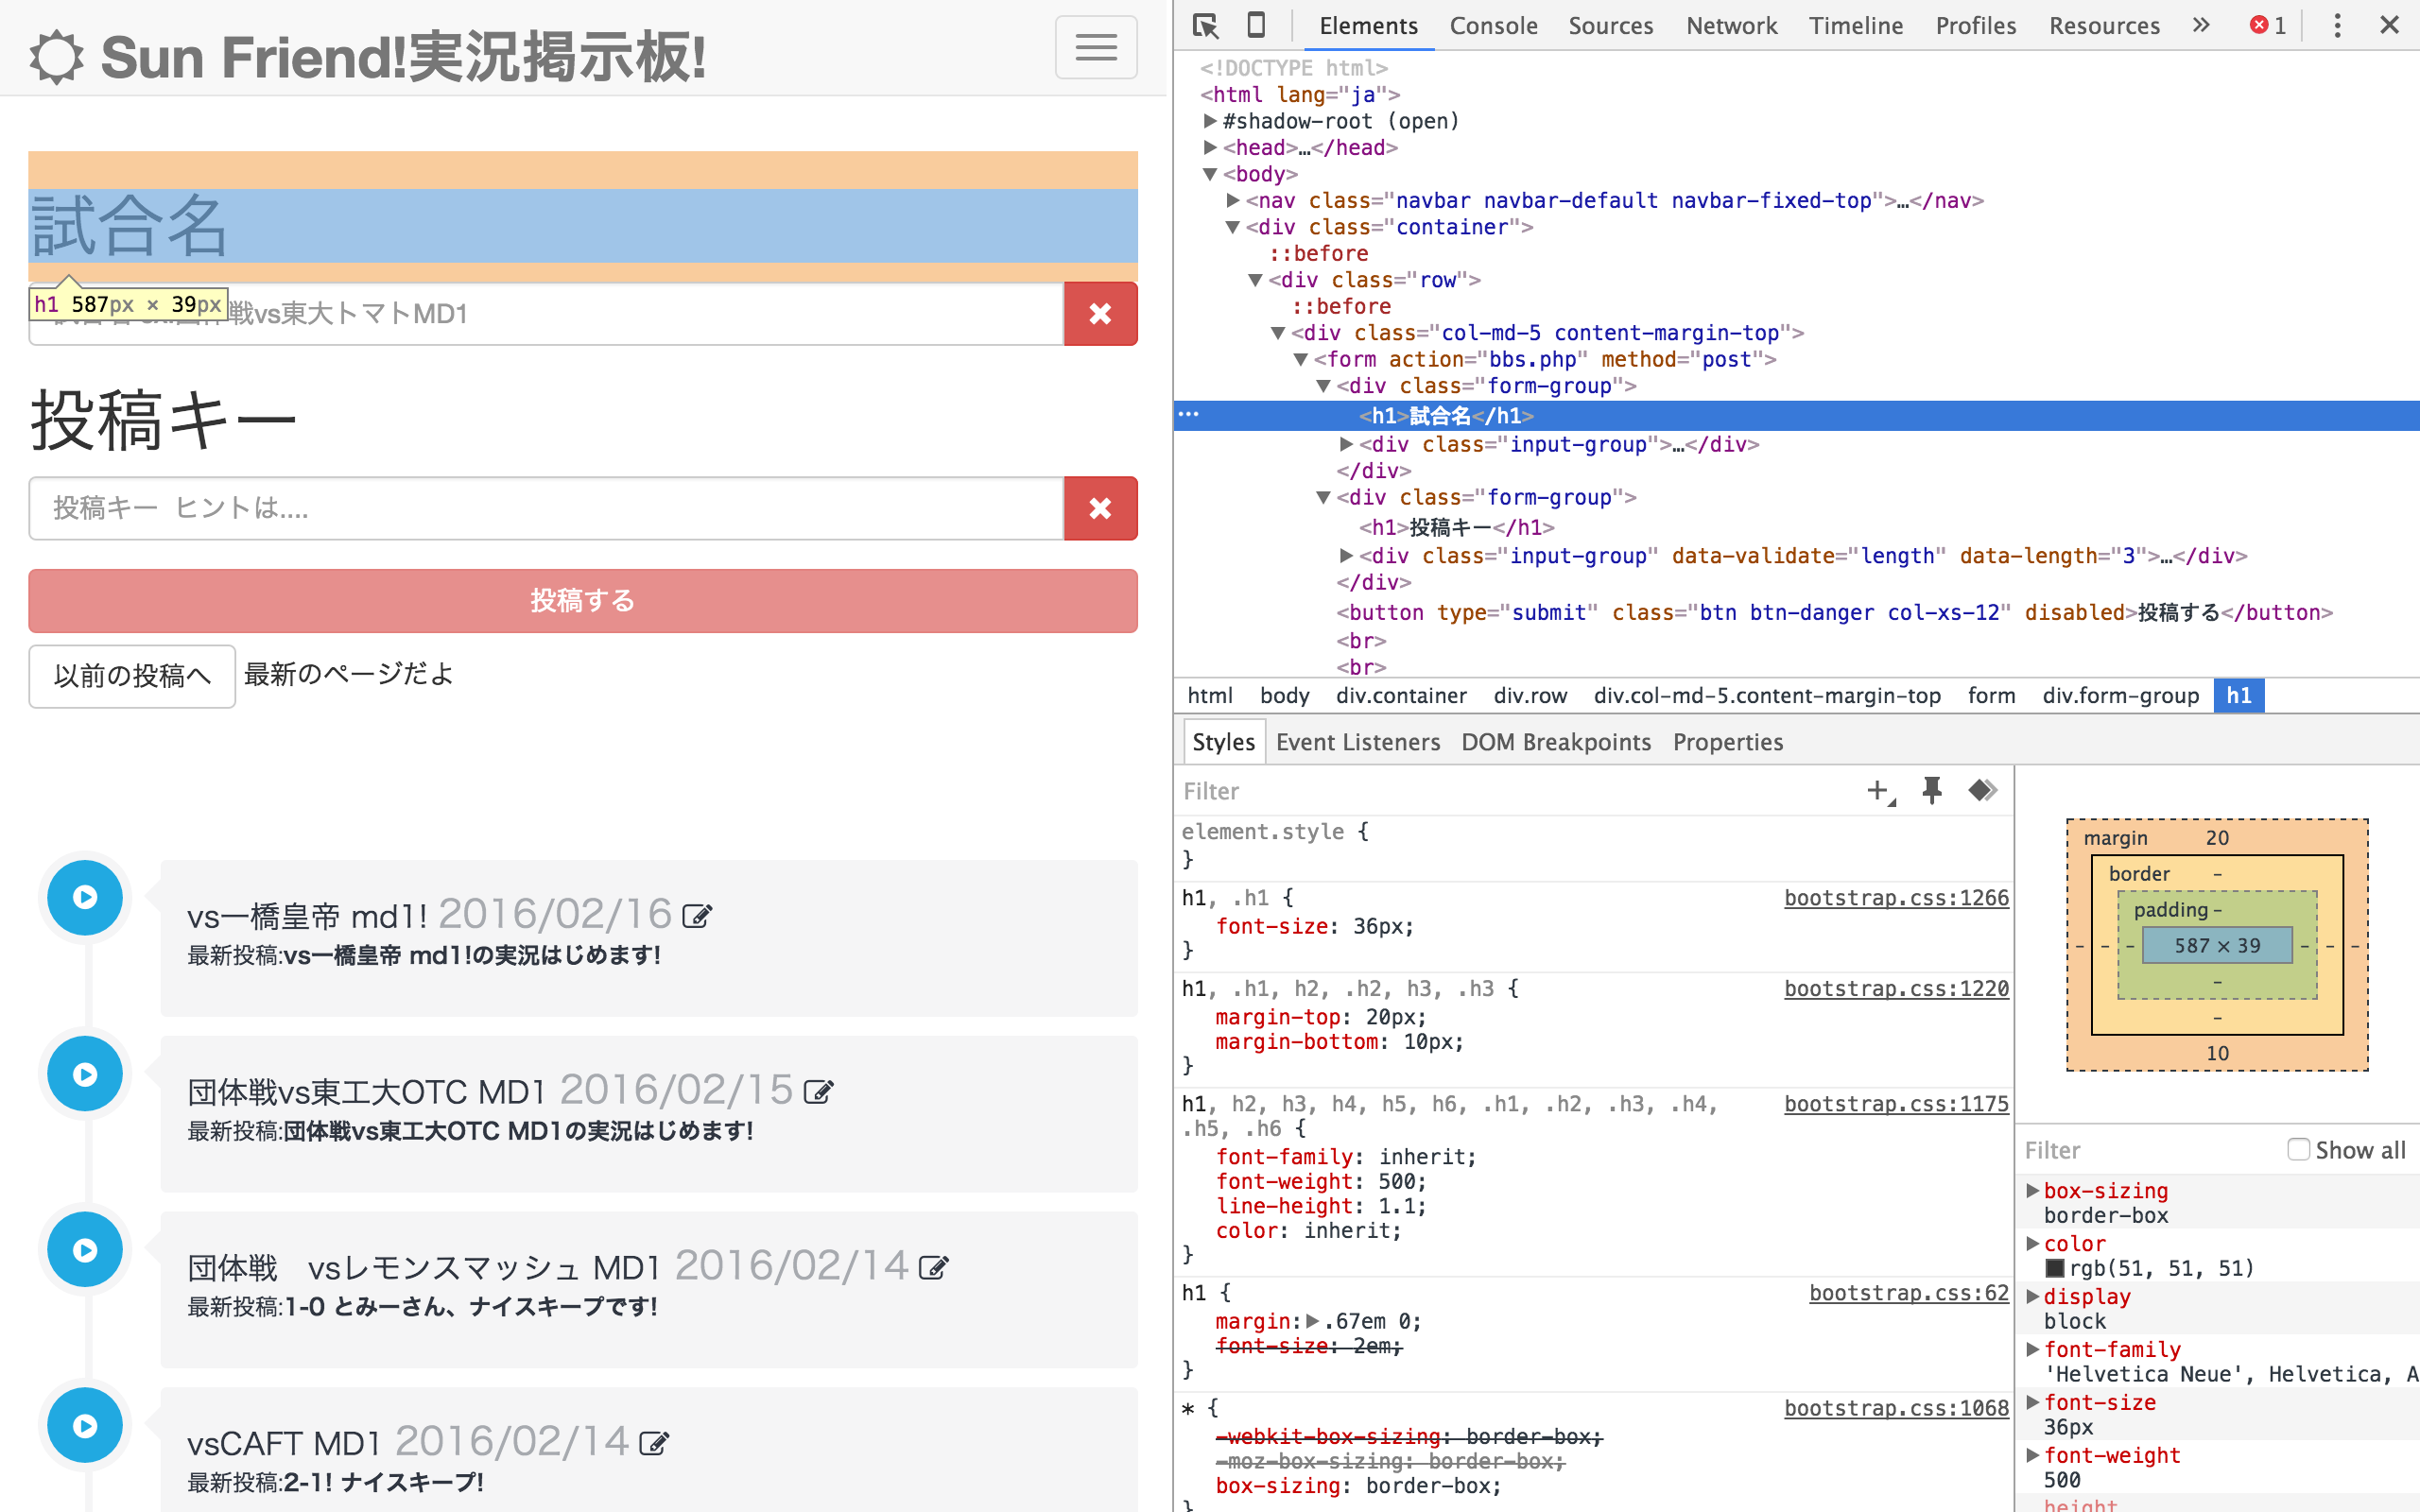 Sun Friend!実況掲示板!
試合名
h1 587px × 39px
戦vs東大トマトMD1
投稿キー
投稿キー ヒントは....
投稿する
以前の投稿へ 最新のページだよ
vs一橋皇帝 md1! 2016/02/16
最新投稿:vs一橋皇帝 md1!の実況はじめます!
団体戦vs東工大OTC MD1 2016/02/15
最新投稿:団体戦vs東工大OTC MD1の実況はじめます!
団体戦　vsレモンスマッシュ MD1 2016/02/14
最新投稿:1-0 とみーさん、ナイスキープです!
vsCAFT MD1 2016/02/14
最新投稿:2-1! ナイスキープ!
Elements Console Sources Network Timeline Profiles Resources » 1
<!DOCTYPE html>
<html lang="ja">
#shadow-root (open)
<head>…</head>
<body>
<nav class="navbar navbar-default navbar-fixed-top">…</nav>
<div class="container">
::before
<div class="row">
::before
<div class="col-md-5 content-margin-top">
<form action="bbs.php" method="post">
<div class="form-group">
… <h1>試合名</h1>
<div class="input-group">…</div>
</div>
<div class="form-group">
<h1>投稿キー</h1>
<div class="input-group" data-validate="length" data-length="3">…</div>
</div>
<button type="submit" class="btn btn-danger col-xs-12" disabled>投稿する</button>
<br>
<br>
html body div.container div.row div.col-md-5.content-margin-top form div.form-group h1
Styles Event Listeners DOM Breakpoints Properties
Filter
element.style {
}
h1, .h1 { bootstrap.css:1266
font-size: 36px;
}
h1, .h1, h2, .h2, h3, .h3 { bootstrap.css:1220
margin-top: 20px;
margin-bottom: 10px;
}
h1, h2, h3, h4, h5, h6, .h1, .h2, .h3, .h4, bootstrap.css:1175
.h5, .h6 {
font-family: inherit;
font-weight: 500;
line-height: 1.1;
color: inherit;
}
h1 { bootstrap.css:62
margin: .67em 0;
font-size: 2em;
}
* { bootstrap.css:1068
-webkit-box-sizing: border-box;
-moz-box-sizing: border-box;
box-sizing: border-box;
}
margin 20
border -
padding -
- - - 587 × 39 - - -
-
-
10
Filter Show all
box-sizing
border-box
color
rgb(51, 51, 51)
display
block
font-family
'Helvetica Neue', Helvetica, A
font-size
36px
font-weight
500
height